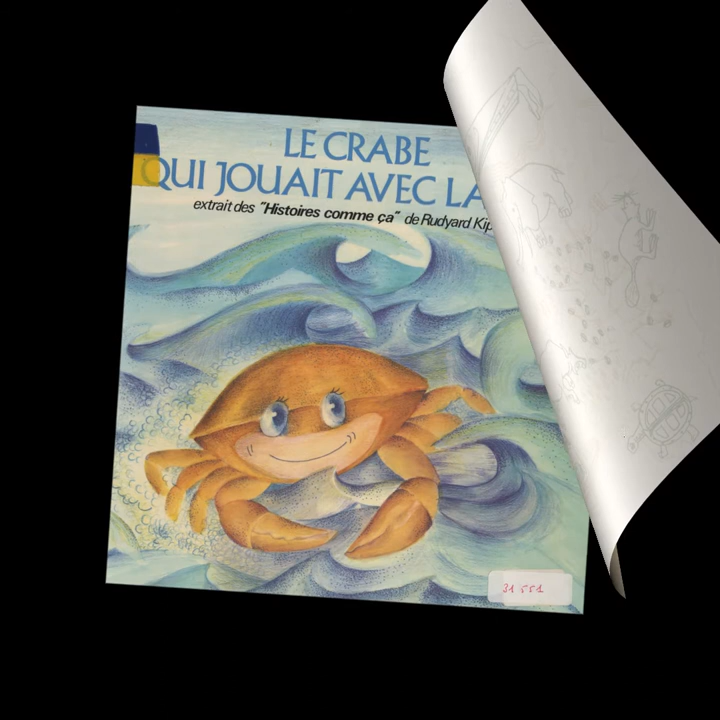 LE CRABE
QUI JOUAIT AVEC LA
extrait des "Histoires comme ça" de Rudyard Kip
31 551